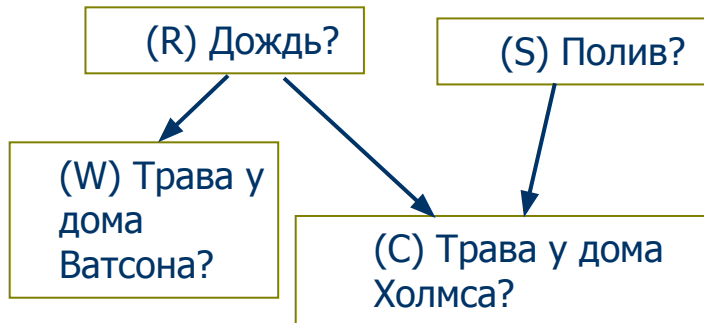 (R) Дождь?
(S) Полив?
(W) Трава у
дома
Ватсона?
(C) Трава у дома
Холмса?